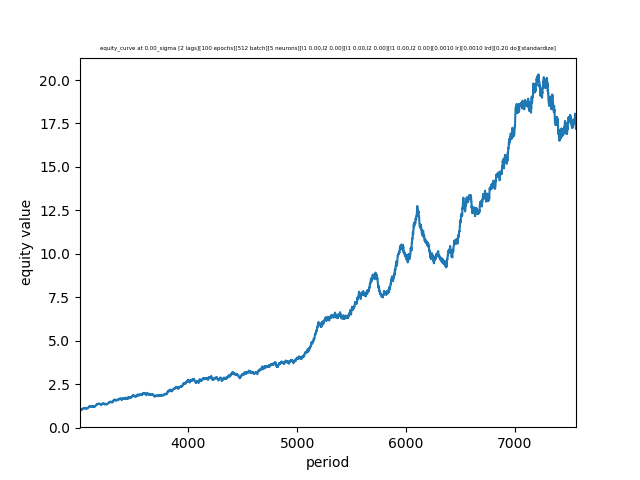 equity_curve at 0.00_sigma [2 lags][100 epochs][512 batch][5 neurons][l1 0.00,l2 0.00][l1 0.00,l2 0.00][l1 0.00,l2 0.00][0.0010 lr][0.0010 lrd][0.20 do][standardize]
20.0
17.5
15.0
12.5
10.0
7.5
5.0
2.5
0.0
equity value
4000 5000 6000 7000
period